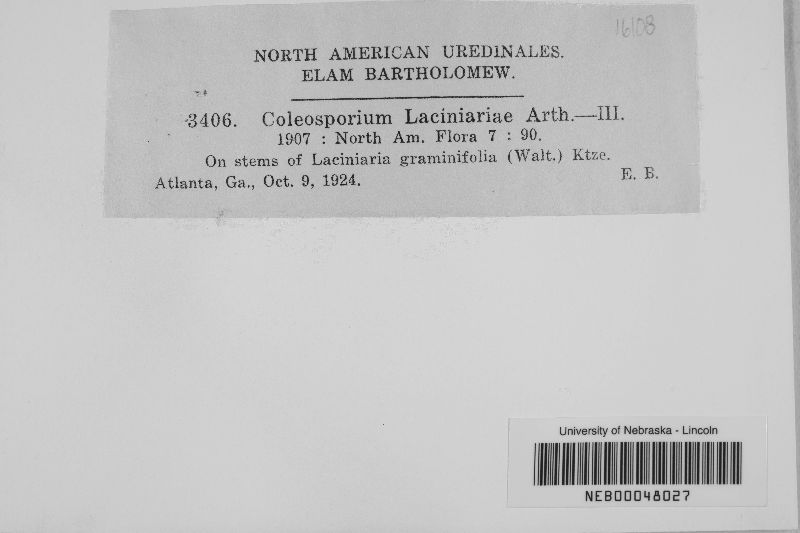 16108
NORTH AMERICAN UREDINALES.
ELAM BARTHOLOMEW.
3406. Coleosporium Laciniariae Arth.—III.
1907 : North Am. Flora 7 : 90.
On stems of Laciniaria graminifolia (Walt.) Ktze.
Atlanta, Ga., Oct. 9, 1924. E. B.
University of Nebraska - Lincoln
NEB00048027